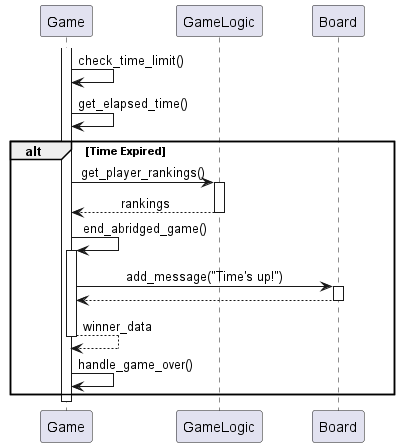 Game GameLogic Board
check_time_limit()
get_elapsed_time()
alt [Time Expired]
get_player_rankings()
rankings
end_abridged_game()
add_message("Time's up!")
winner_data
handle_game_over()
Game GameLogic Board